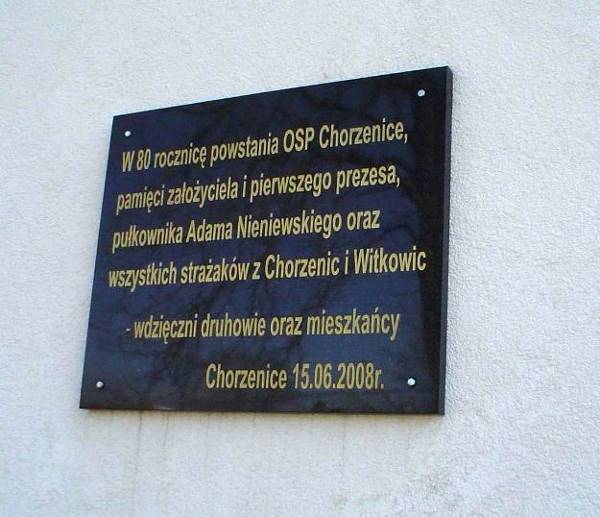 W 80 rocznicę powstania OSP Chorzenice,
pamięci założyciela i pierwszego prezesa,
pułkownika Adama Nieniewskiego oraz
wszystkich strażaków z Chorzenic i Witkowic
- wdzięczni druhowie oraz mieszkańcy
Chorzenice 15.06.2008r.